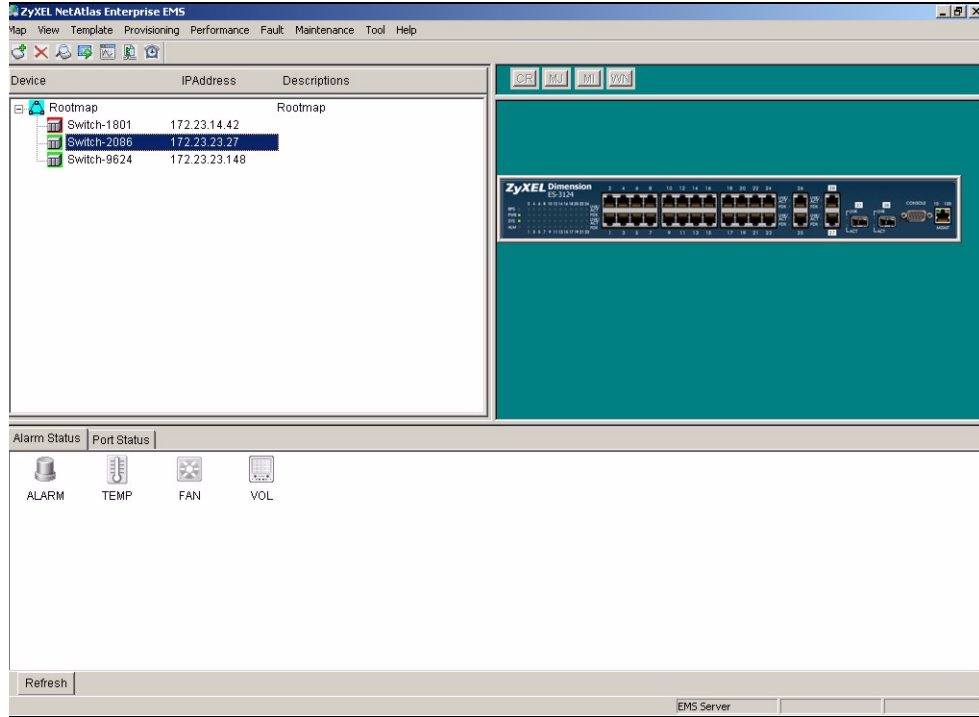 ZyXEL NetAtlas Enterprise EMS
Map View Template Provisioning Performance Fault Maintenance Tool Help
Device IPAddress Descriptions
Rootmap Rootmap
Switch-1801 172.23.14.42
Switch-2086 172.23.23.27
Switch-9624 172.23.23.148
CR MJ MI WN
ZyXEL Dimension
ES-3124
CONSOLE
MGMT
Alarm Status Port Status
ALARM TEMP FAN VOL
Refresh
EMS Server